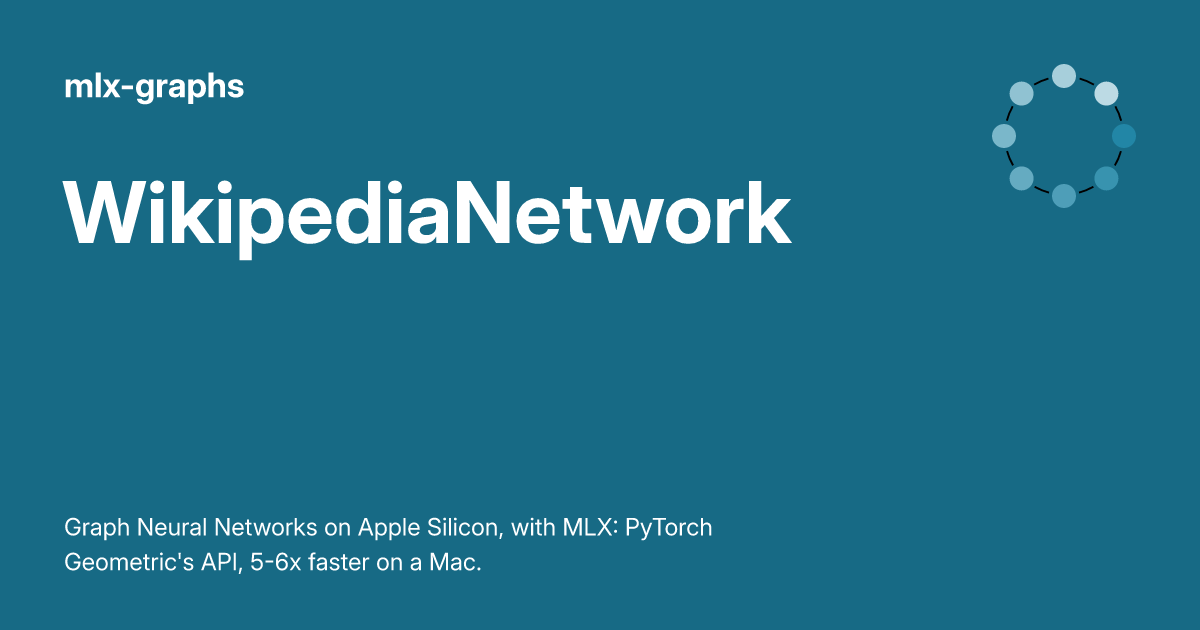 mlx-graphs
WikipediaNetwork
Graph Neural Networks on Apple Silicon, with MLX: PyTorch
Geometric's API, 5-6x faster on a Mac.